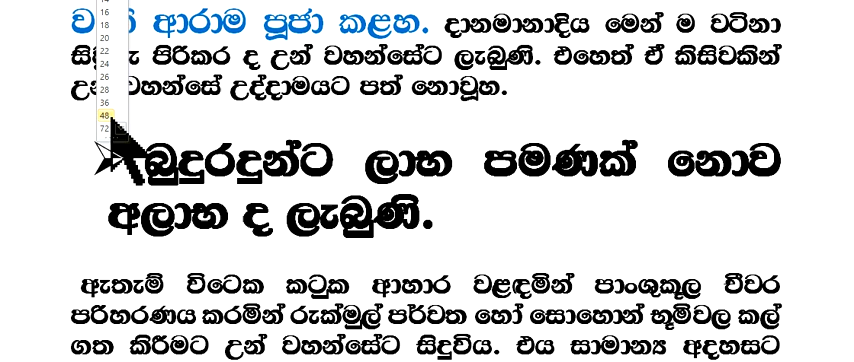 ආරාම පූජා කළහ. දානමානාදිය මෙන් ම වටිනා
පිරිකර ද උන් වහන්සේට ලැබුණි. එහෙත් ඒ කිසිවකින්
වහන්සේ උද්දාමයට පත් නොවූහ.
බුදුරදුන්ට ලාභ පමණක් නොව
අලාභ ද ලැබුණි.
ඇතැම් විටෙක කටුක ආහාර වළඳමින් පාංශුකූල චීවර
පරිහරණය කරමින් රුක්මුල් පර්වත හෝ සොහොන් භූමිවල කල්
ගත කිරීමට උන් වහන්සේට සිදුවිය. එය සාමාන්‍ය අදහසට
14
16
18
20
22
24
26
28
36
48
72